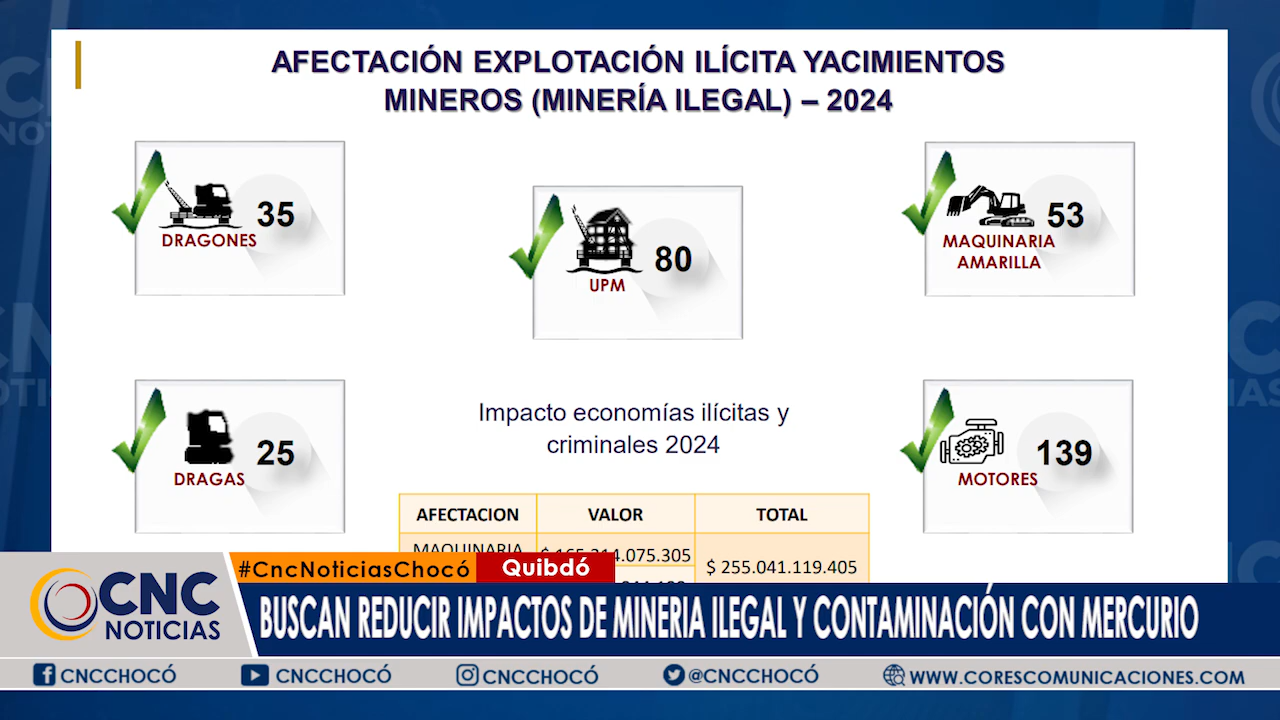 AFECTACIÓN EXPLOTACIÓN ILÍCITA YACIMIENTOS
MINEROS (MINERÍA ILEGAL) – 2024
35
DRAGONES
80
UPM
53
MAQUINARIA
AMARILLA
25
DRAGAS
139
MOTORES
Impacto economías ilícitas y
criminales 2024
AFECTACION VALOR TOTAL
MAQUINARIA
$ 255.041.119.405
#CncNoticiasChocó Quibdó
CNC
NOTICIAS
BUSCAN REDUCIR IMPACTOS DE MINERIA ILEGAL Y CONTAMINACIÓN CON MERCURIO
CNCCHOCÓ CNCCHOCÓ CNCCHOCÓ @CNCCHOCÓ WWW.CORESCOMUNICACIONES.COM